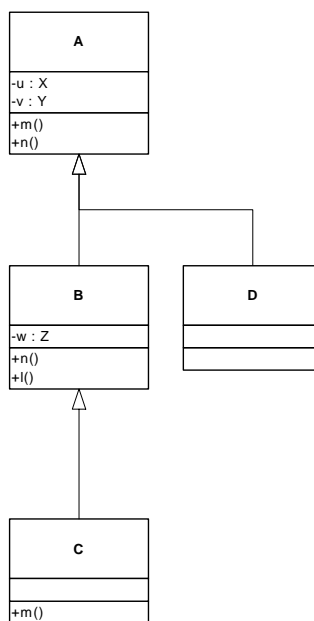 A
-u : X
-v : Y
+m()
+n()
B
D
-w : Z
+n()
+l()
C
+m()